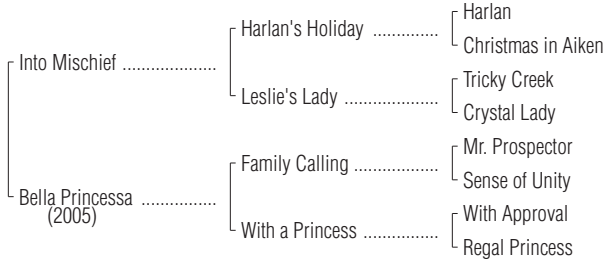 Harlan
Harlan's Holiday ..............
Christmas in Aiken
Into Mischief ....................
Tricky Creek
Leslie's Lady ....................
Crystal Lady
Mr. Prospector
Family Calling ..................
Sense of Unity
Bella Princessa ................
(2005)
With Approval
With a Princess ................
Regal Princess